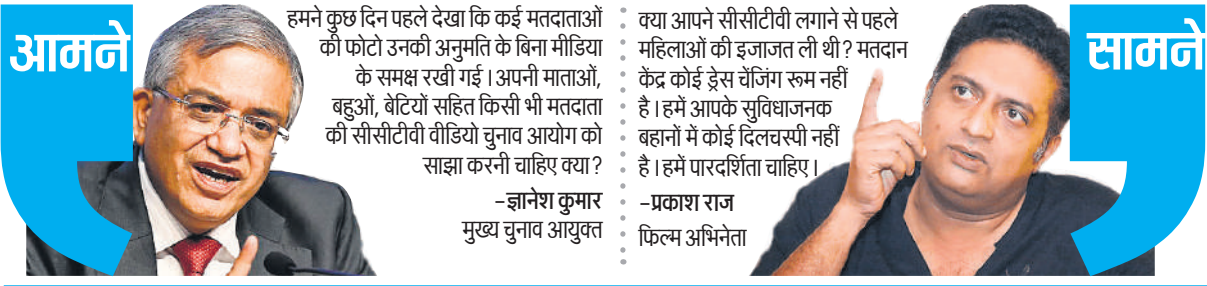 आमने
हमने कुछ दिन पहले देखा कि कई मतदाताओं
की फोटो उनकी अनुमति के बिना मीडिया
के समक्ष रखी गई। अपनी माताओं,
बहुओं, बेटियों सहित किसी भी मतदाता
की सीसीटीवी वीडियो चुनाव आयोग को
साझा करनी चाहिए क्या?
-ज्ञानेश कुमार
मुख्य चुनाव आयुक्त
सामने
क्या आपने सीसीटीवी लगाने से पहले
महिलाओं की इजाजत ली थी? मतदान
केंद्र कोई ड्रेस चेंजिंग रूम नहीं
है। हमें आपके सुविधाजनक
बहानों में कोई दिलचस्पी नहीं
है। हमें पारदर्शिता चाहिए।
-प्रकाश राज
फिल्म अभिनेता